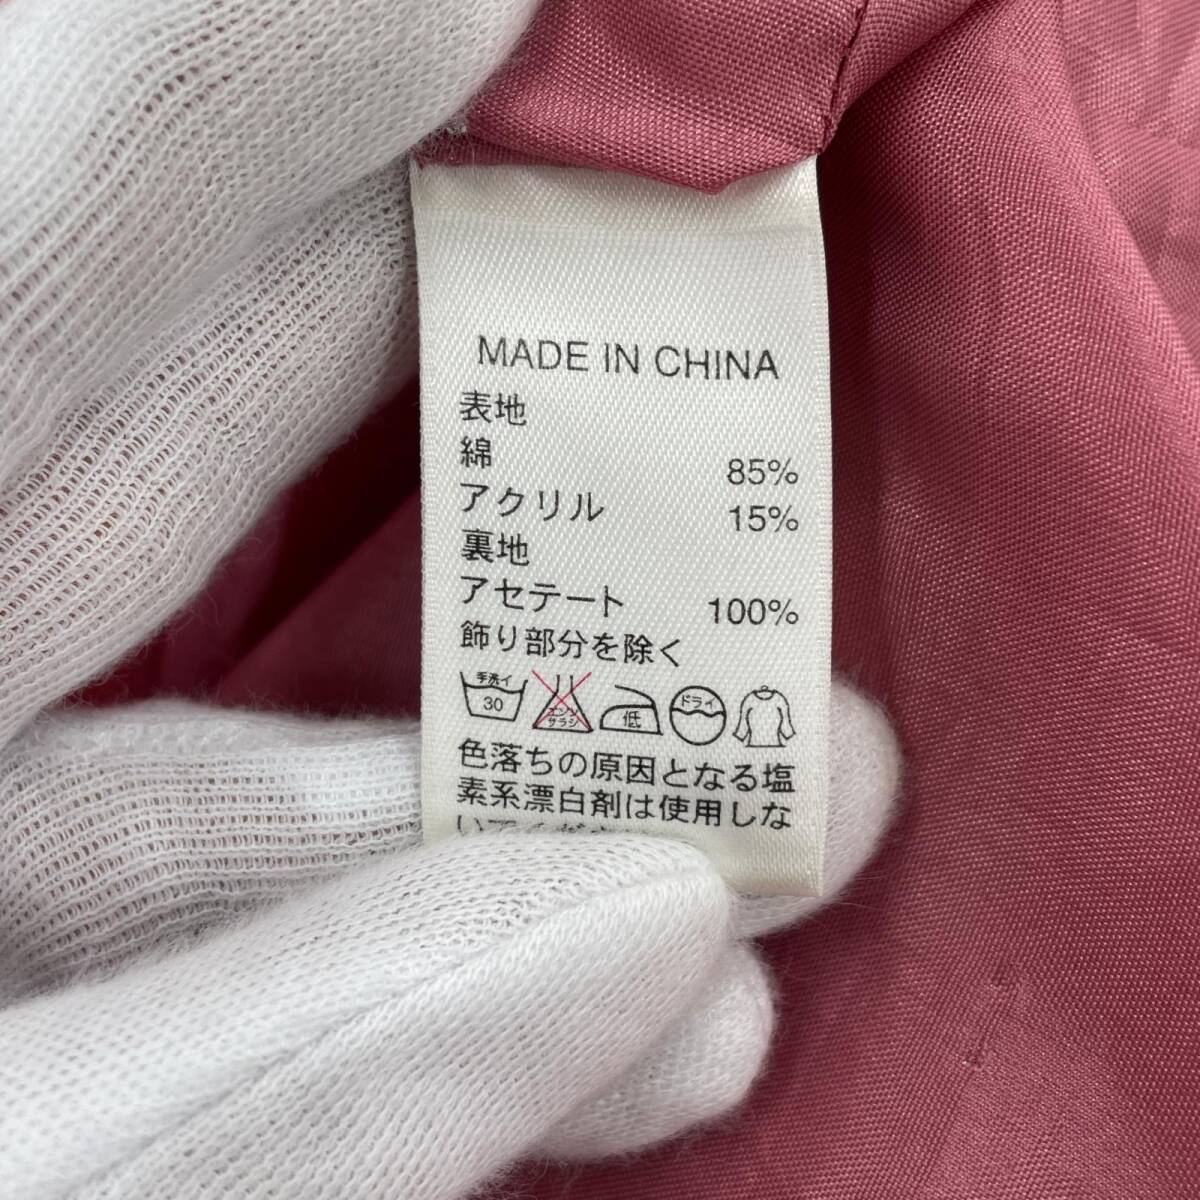 MADE IN CHINA
表地
綿 85%
アクリル 15%
裏地
アセテート 100%
飾り部分を除く
手洗イ 30 エンソサラシ 低 ドライ
色落ちの原因となる塩
素系漂白剤は使用しな